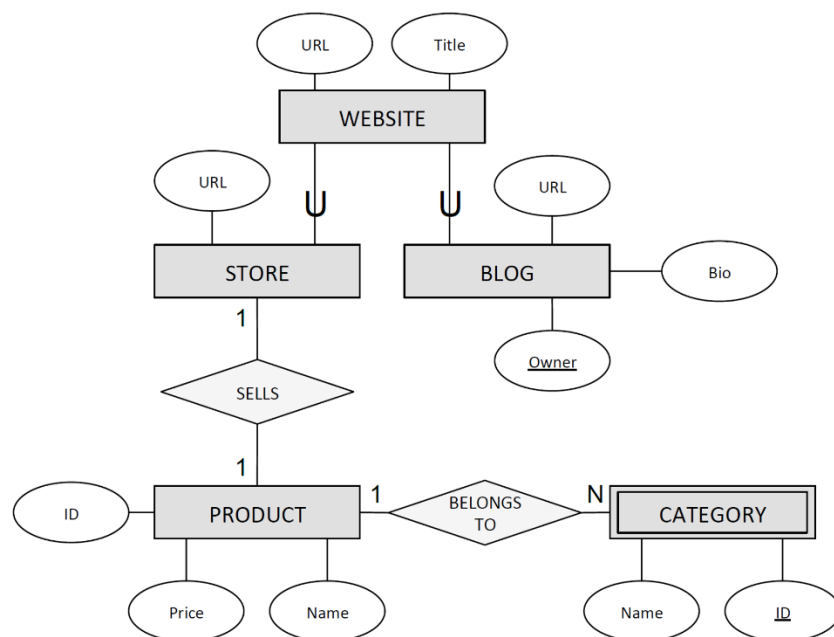 URL
Title
WEBSITE
URL
U
U
URL
STORE
BLOG
Bio
1
Owner
SELLS
1
ID
PRODUCT
1
BELONGS
TO
N
CATEGORY
Price
Name
Name
ID